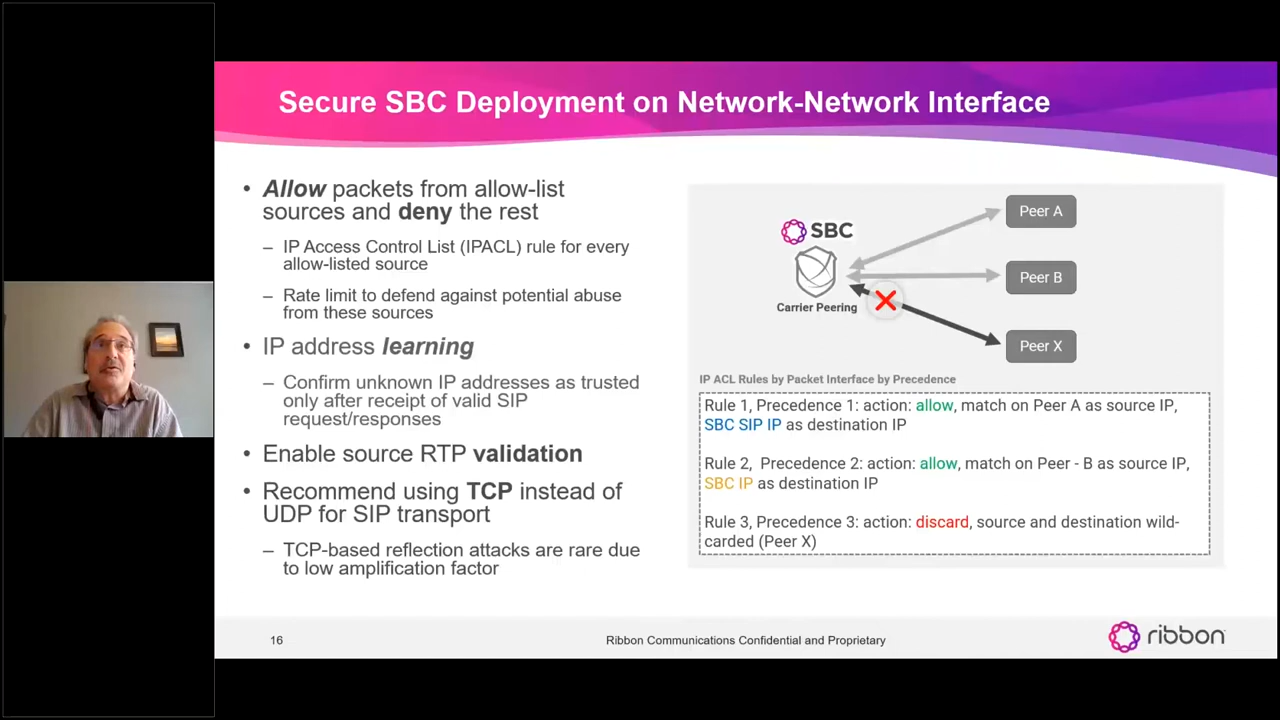 Secure SBC Deployment on Network-Network Interface
• Allow packets from allow-list
sources and deny the rest
– IP Access Control List (IPACL) rule for every
allow-listed source
– Rate limit to defend against potential abuse
from these sources
• IP address learning
– Confirm unknown IP addresses as trusted
only after receipt of valid SIP
request/responses
• Enable source RTP validation
• Recommend using TCP instead of
UDP for SIP transport
– TCP-based reflection attacks are rare due
to low amplification factor
SBC
Carrier Peering
Peer A
Peer B
Peer X
IP ACL Rules by Packet Interface by Precedence
Rule 1, Precedence 1: action: allow, match on Peer A as source IP,
SBC SIP IP as destination IP
Rule 2, Precedence 2: action: allow, match on Peer - B as source IP,
SBC IP as destination IP
Rule 3, Precedence 3: action: discard, source and destination wild-
carded (Peer X)
16
Ribbon Communications Confidential and Proprietary
ribbon